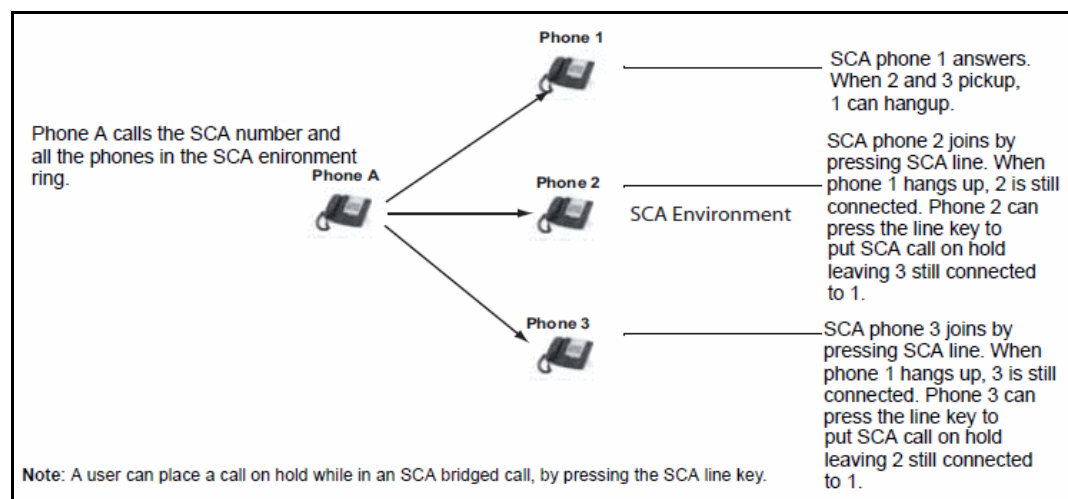 Phone 1
SCA phone 1 answers.
When 2 and 3 pickup,
1 can hangup.
Phone A calls the SCA number and
all the phones in the SCA enironment
ring.
Phone A
Phone 2
SCA Environment
SCA phone 2 joins by
pressing SCA line. When
phone 1 hangs up, 2 is still
connected. Phone 2 can
press the line key to
put SCA call on hold
leaving 3 still connected
to 1.
Phone 3
SCA phone 3 joins by
pressing SCA line. When
phone 1 hangs up, 3 is still
connected. Phone 3 can
press the line key to
put SCA call on hold
leaving 2 still connected
to 1.
Note: A user can place a call on hold while in an SCA bridged call, by pressing the SCA line key.